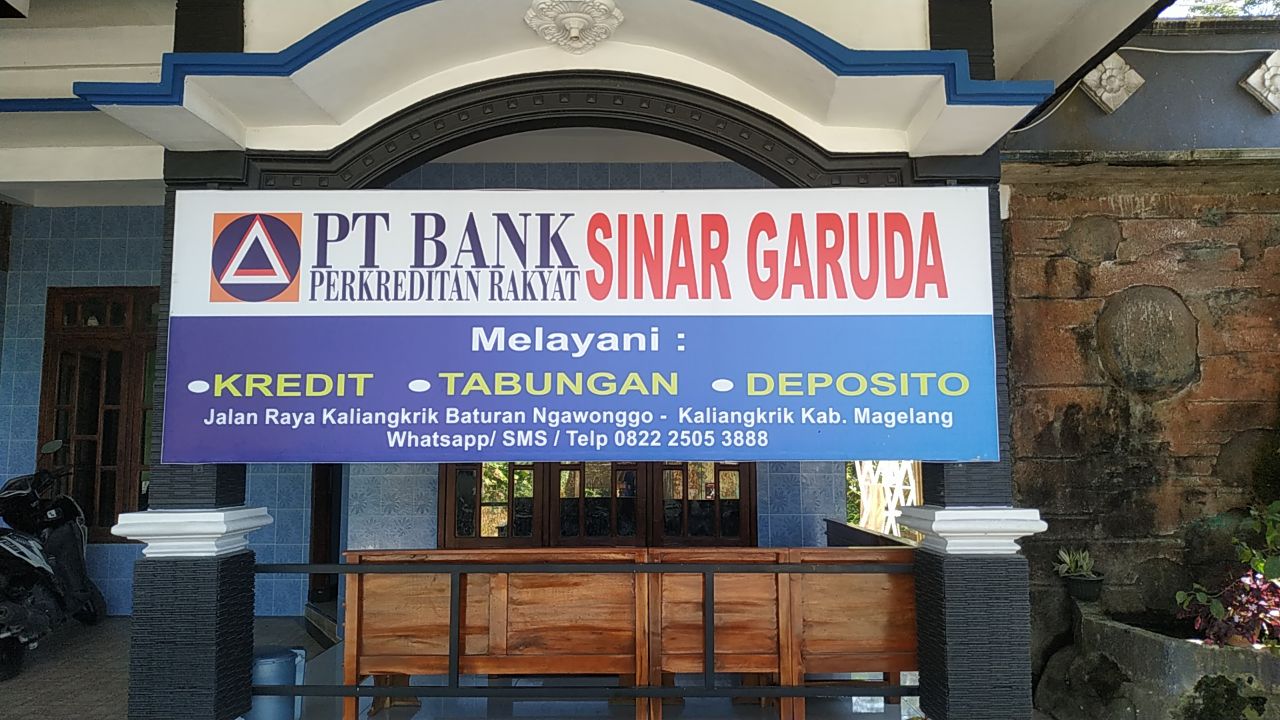 PT BANK SINAR GARUDA
PERKREDITAN RAKYAT
Melayani :
KREDIT TABUNGAN DEPOSITO
Jalan Raya Kaliangkrik Baturan Ngawonggo - Kaliangkrik Kab. Magelang
Whatsapp/ SMS / Telp 0822 2505 3888